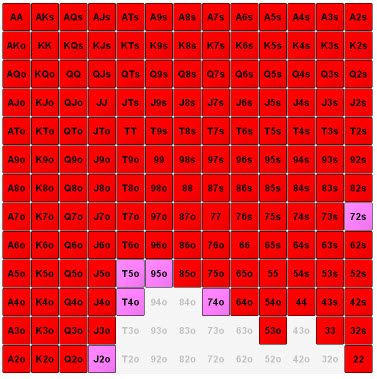 AA AKs AQs AJs ATs A9s A8s A7s A6s A5s A4s A3s A2s
AKo KK KQs KJs KTs K9s K8s K7s K6s K5s K4s K3s K2s
AQo KQo QQ QJs QTs Q9s Q8s Q7s Q6s Q5s Q4s Q3s Q2s
AJo KJo QJo JJ JTs J9s J8s J7s J6s J5s J4s J3s J2s
ATo KTo QTo JTo TT T9s T8s T7s T6s T5s T4s T3s T2s
A9o K9o Q9o J9o T9o 99 98s 97s 96s 95s 94s 93s 92s
A8o K8o Q8o J8o T8o 98o 88 87s 86s 85s 84s 83s 82s
A7o K7o Q7o J7o T7o 97o 87o 77 76s 75s 74s 73s 72s
A6o K6o Q6o J6o T6o 96o 86o 76o 66 65s 64s 63s 62s
A5o K5o Q5o J5o T5o 95o 85o 75o 65o 55 54s 53s 52s
A4o K4o Q4o J4o T4o 94o 84o 74o 64o 54o 44 43s 42s
A3o K3o Q3o J3o T3o 93o 83o 73o 63o 53o 43o 33 32s
A2o K2o Q2o J2o T2o 92o 82o 72o 62o 52o 42o 32o 22